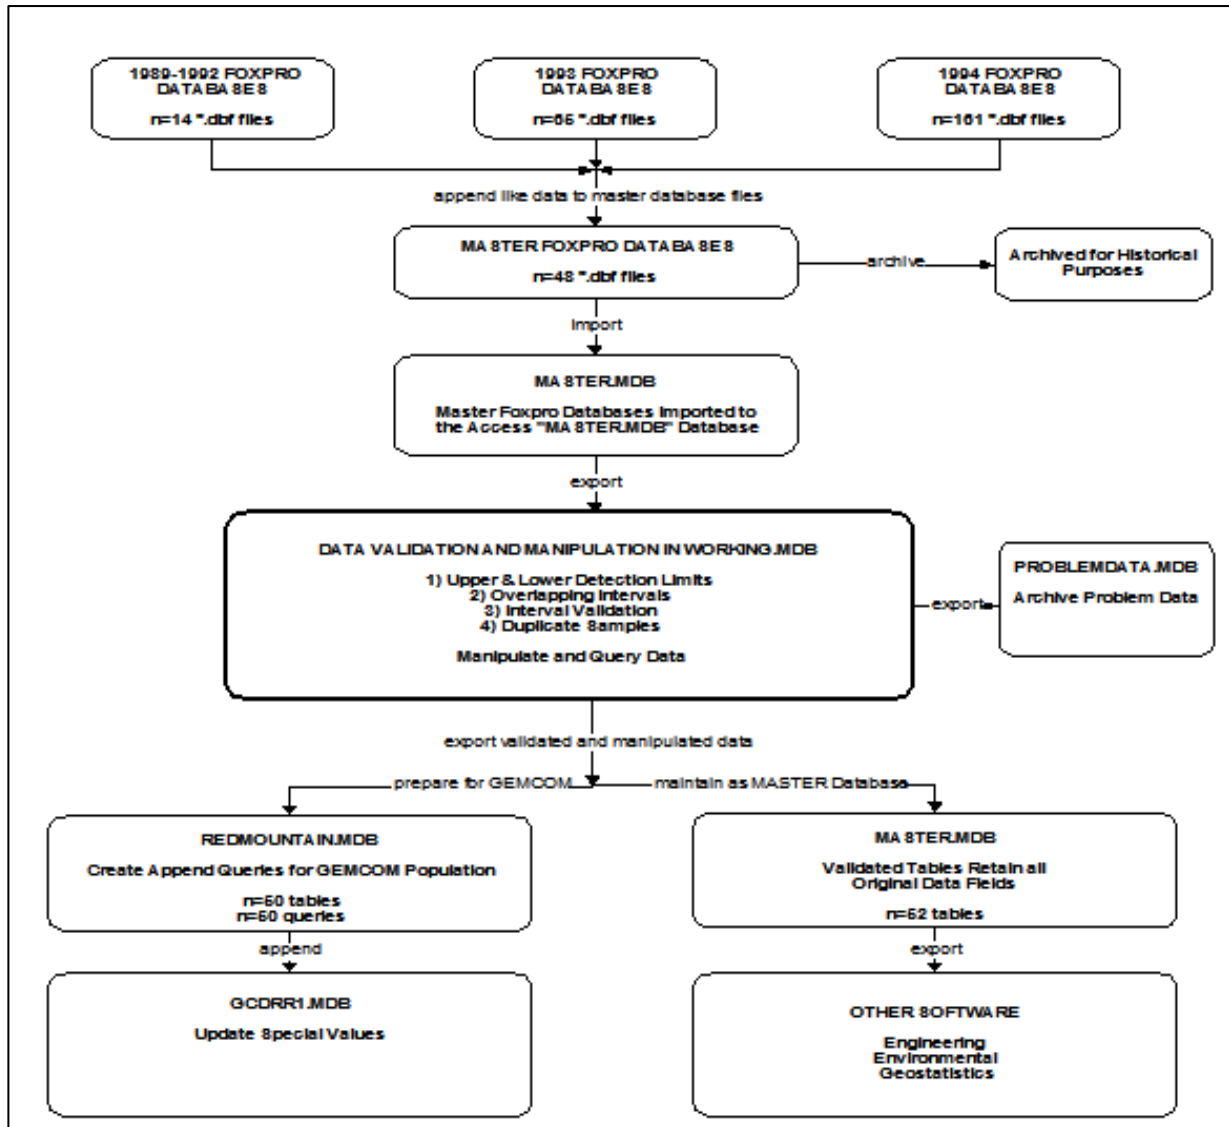 1989-1992 FOXPRO
DATABASES
n=14 *.dbf files
1993 FOXPRO
DATABASES
n=65 *.dbf files
1994 FOXPRO
DATABASES
n=161 *.dbf files
append like data to master database files
MASTER FOXPRO DATABASES
n=48 *.dbf files
archive
Archived for Historical
Purposes
Import
MASTER.MDB
Master Foxpro Databases Imported to
the Access "MASTER.MDB" Database
export
DATA VALIDATION AND MANIPULATION IN WORKING.MDB
1) Upper & Lower Detection Limits
2) Overlapping Intervals
3) Interval Validation
4) Duplicate Samples
Manipulate and Query Data
export
PROBLEMDATA.MDB
Archive Problem Data
export validated and manipulated data
prepare for GEMCOM
maintain as MASTER Database
REDMOUNTAIN.MDB
Create Append Queries for GEMCOM Population
n=50 tables
n=50 queries
MASTER.MDB
Validated Tables Retain all
Original Data Fields
n=52 tables
append
export
GCDRR1.MDB
Update Special Values
OTHER SOFTWARE
Engineering
Environmental
Geostatistics